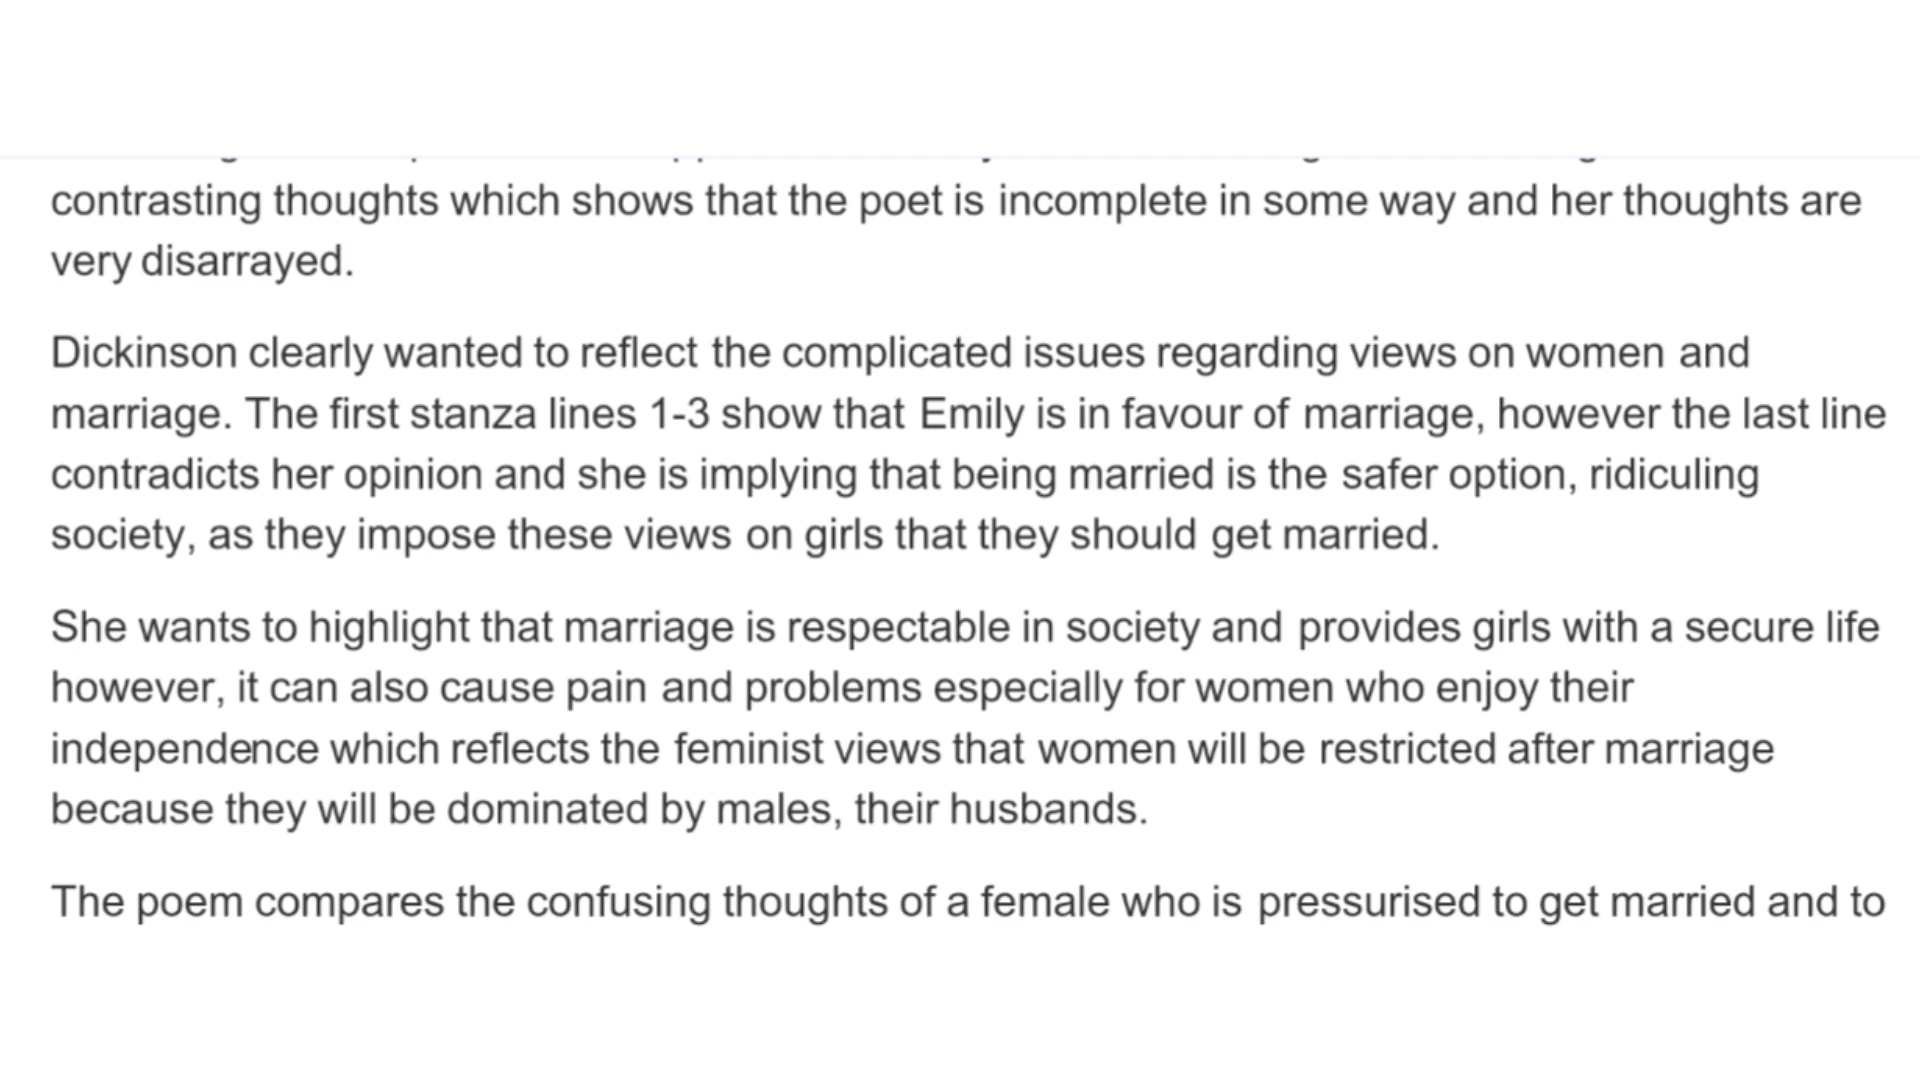 contrasting thoughts which shows that the poet is incomplete in some way and her thoughts are
very disarrayed.
Dickinson clearly wanted to reflect the complicated issues regarding views on women and
marriage. The first stanza lines 1-3 show that Emily is in favour of marriage, however the last line
contradicts her opinion and she is implying that being married is the safer option, ridiculing
society, as they impose these views on girls that they should get married.
She wants to highlight that marriage is respectable in society and provides girls with a secure life
however, it can also cause pain and problems especially for women who enjoy their
independence which reflects the feminist views that women will be restricted after marriage
because they will be dominated by males, their husbands.
The poem compares the confusing thoughts of a female who is pressurised to get married and to